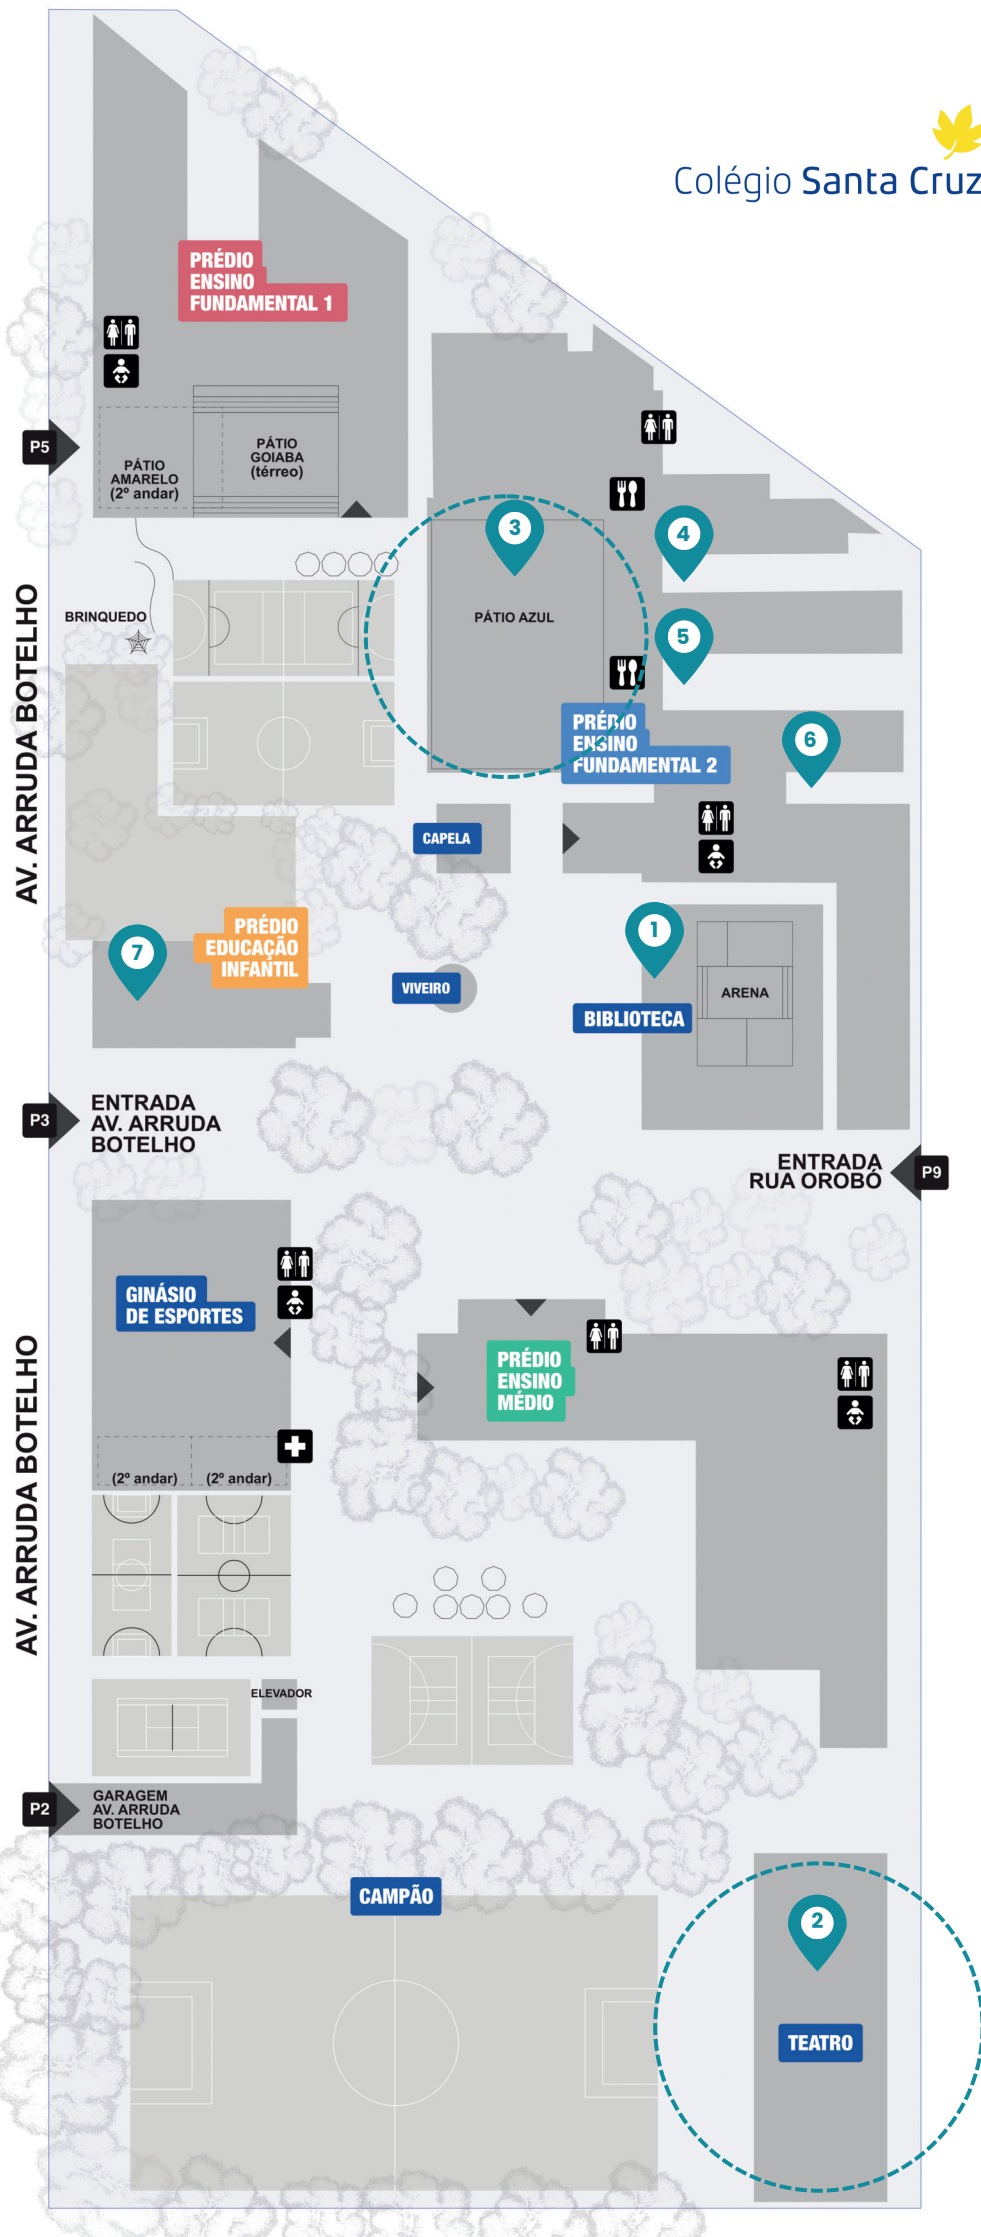 Colégio Santa Cruz
PRÉDIO
ENSINO
FUNDAMENTAL 1
P5
PÁTIO
AMARELO
(2º andar)
PÁTIO
GOIABA
(térreo)
3
4
BRINQUEDO
PÁTIO AZUL
5
AV. ARRUDA BOTELHO
PRÉDIO
ENSINO
FUNDAMENTAL 2
6
CAPELA
PRÉDIO
EDUCAÇÃO
INFANTIL
7
1
VIVEIRO
ARENA
BIBLIOTECA
P3
ENTRADA
AV. ARRUDA
BOTELHO
ENTRADA
RUA OROBÓ
P9
GINÁSIO
DE ESPORTES
PRÉDIO
ENSINO
MÉDIO
AV. ARRUDA BOTELHO
(2º andar)
(2º andar)
ELEVADOR
P2
GARAGEM
AV. ARRUDA
BOTELHO
CAMPÃO
2
TEATRO